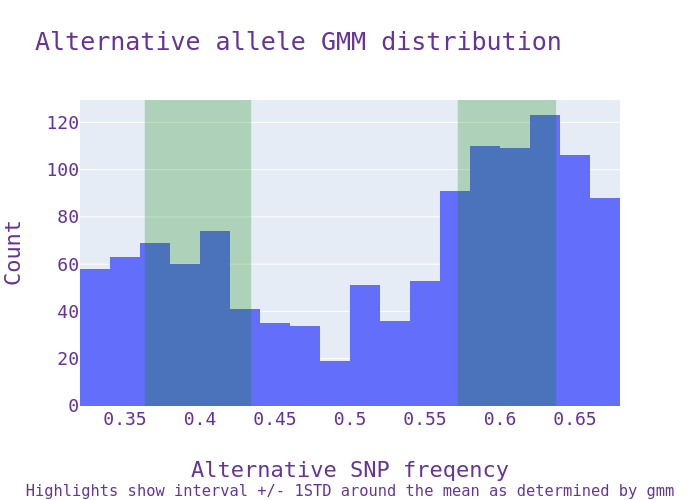 Alternative allele GMM distribution
Count
120
100
80
60
40
20
0
0.35 0.4 0.45 0.5 0.55 0.6 0.65
Alternative SNP freqency
Highlights show interval +/- 1STD around the mean as determined by gmm